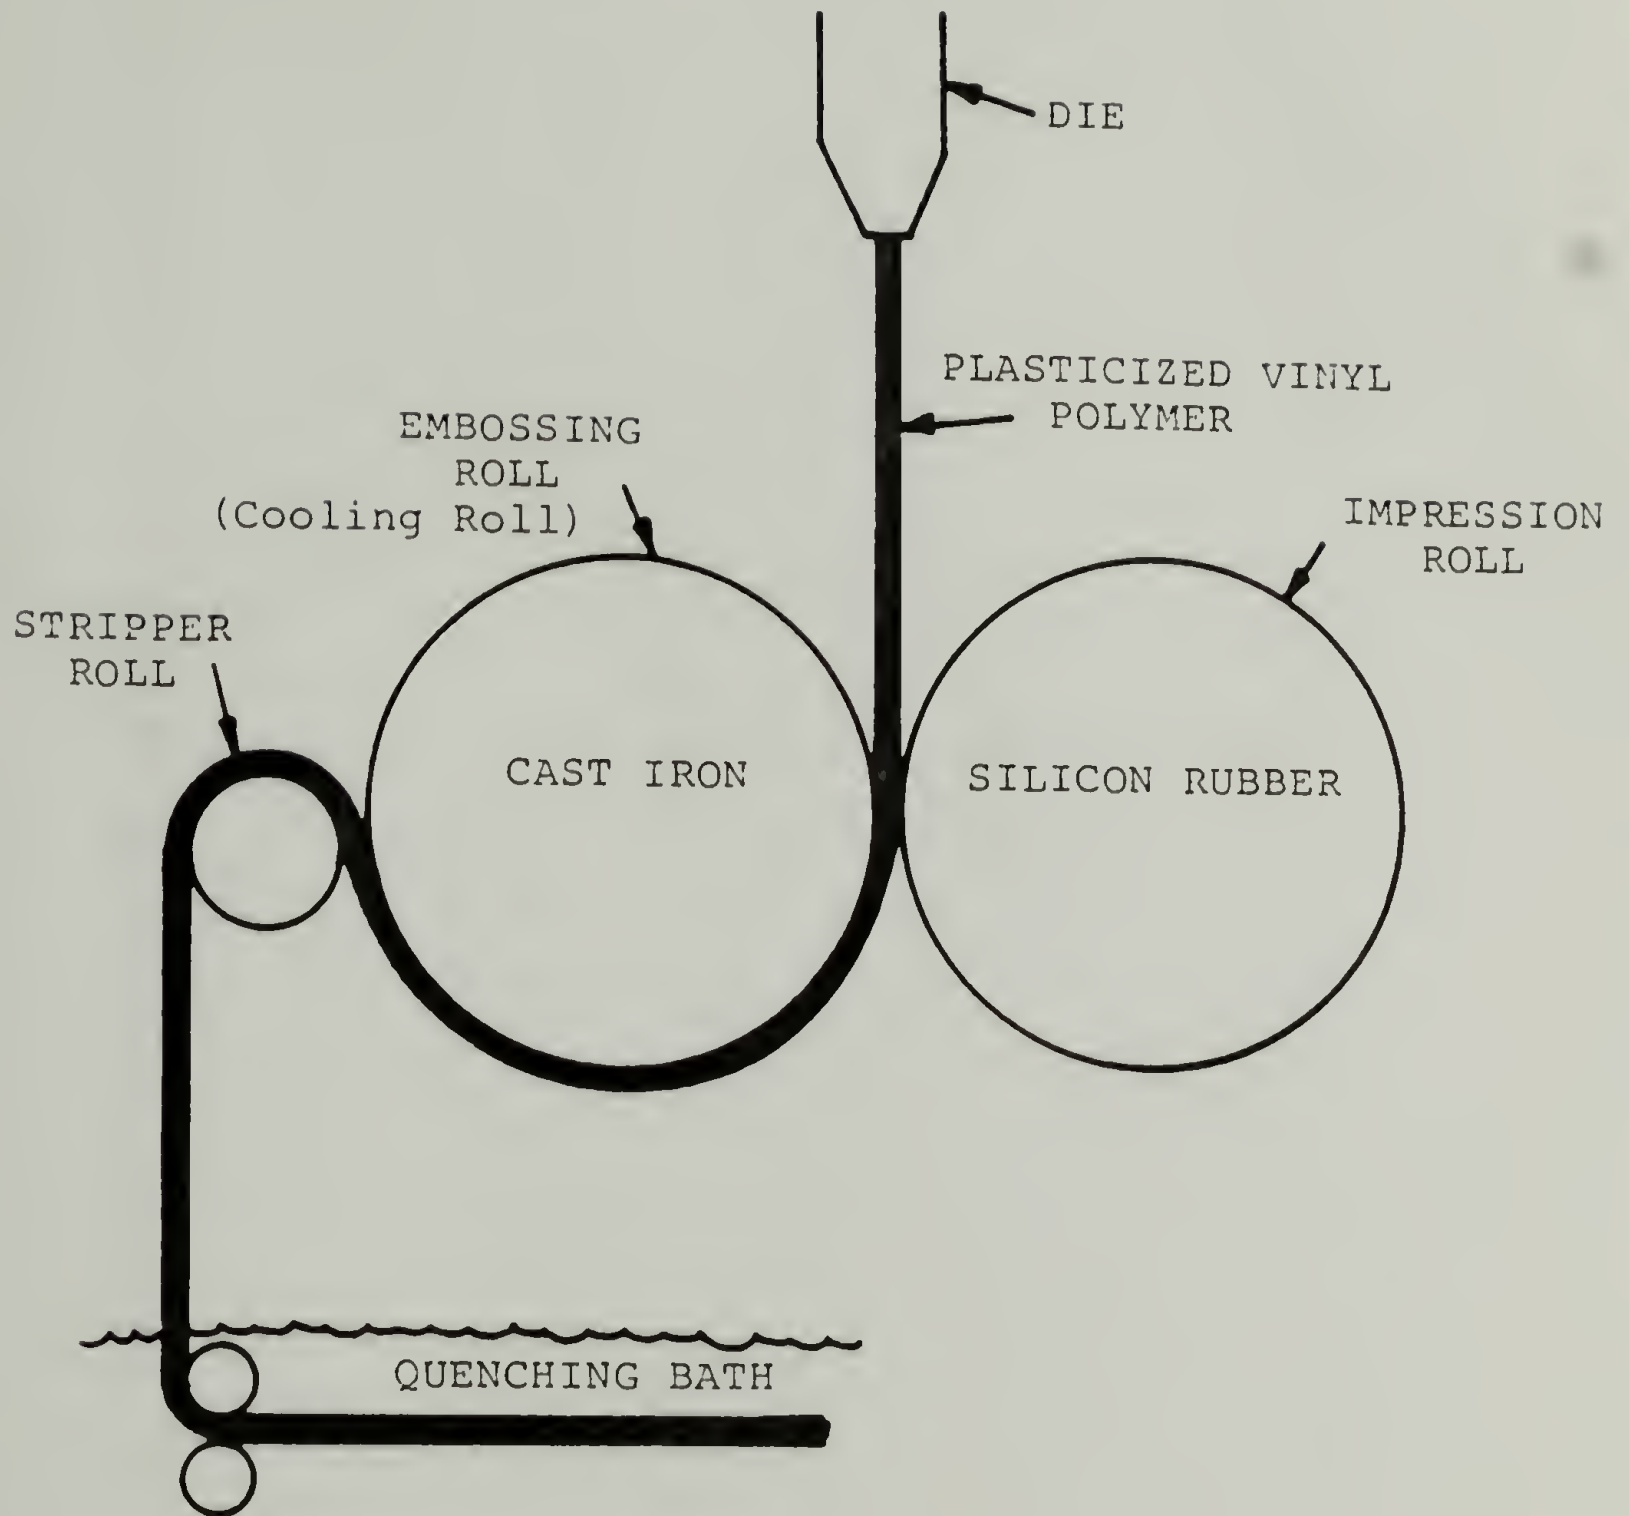 DIE
PLASTICIZED VINYL
POLYMER
EMBOSSING
ROLL
(Cooling Roll)
IMPRESSION
ROLL
STRIPPER
ROLL
CAST IRON
SILICON RUBBER
QUENCHING BATH